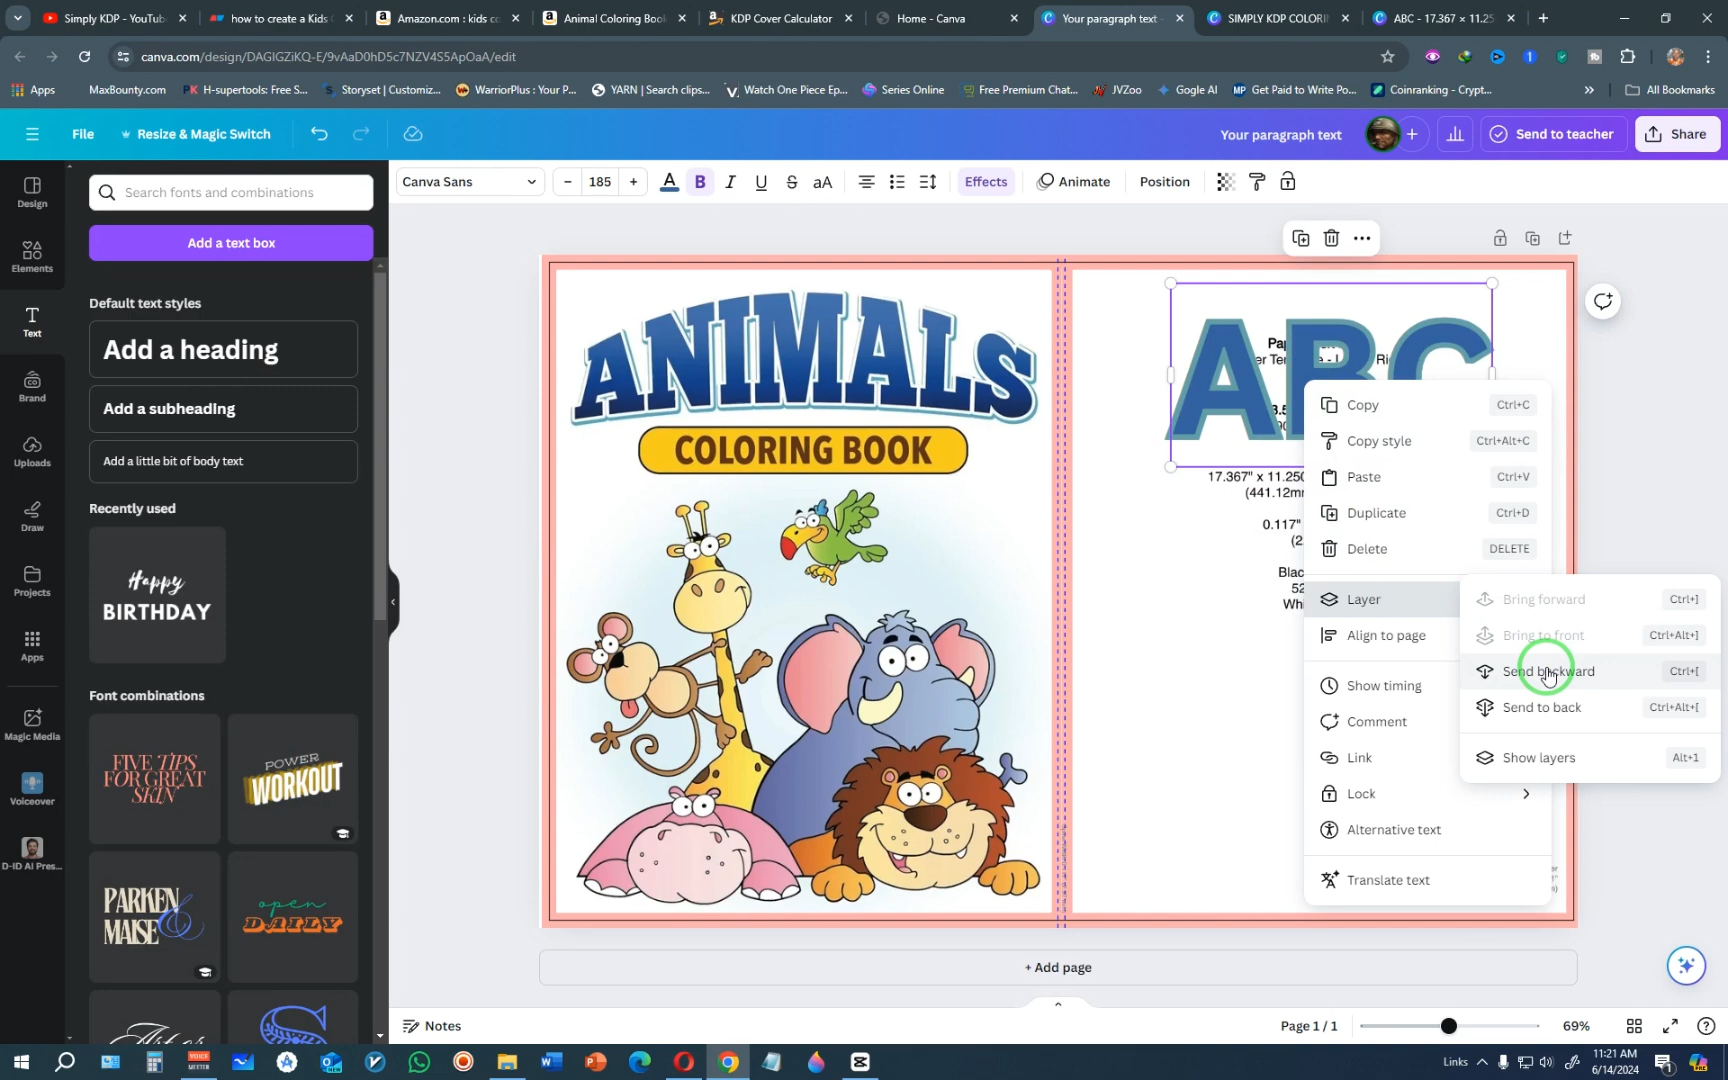 Simply KDP - YouTub
how to create a Kids
Amazon.com : kids co
Animal Coloring Boo
KDP Cover Calculator
Home - Canva
Your paragraph text -
SIMPLY KDP COLORIN
ABC - 17.367 × 11.25
canva.com/design/DAGIGZiKQ-E/9vAaD0hD5c7NZV4S5ApOaA/edit
Apps
MaxBounty.com
H-supertools: Free S...
Storyset | Customiz...
WarriorPlus : Your P...
YARN | Search clips...
Watch One Piece Ep...
Series Online
Free Premium Chat...
JVZoo
Gogle AI
Get Paid to Write Po...
Coinranking - Crypt...
All Bookmarks
File
Resize & Magic Switch
Your paragraph text
Send to teacher
Share
Design
Elements
Text
Brand
Uploads
Draw
Projects
Apps
Magic Media
Voiceover
D-ID AI Pres...
Search fonts and combinations
Add a text box
Default text styles
Add a heading
Add a subheading
Add a little bit of body text
Recently used
Happy
BIRTHDAY
Font combinations
FIVE TIPS
FOR GREAT
SKIN
POWER
WORKOUT
PARKEN
& MAISE
open
DAILY
Canva Sans
185
B
I
U
S
aA
Effects
Animate
Position
ANIMALS
COLORING BOOK
ABC
17.367" x 11.250
(441.12mm
0.117"
(2
Blac
52
Whi
Copy
Ctrl+C
Copy style
Ctrl+Alt+C
Paste
Ctrl+V
Duplicate
Ctrl+D
Delete
DELETE
Layer
Align to page
Show timing
Comment
Link
Lock
Alternative text
Translate text
Bring forward
Ctrl+]
Bring to front
Ctrl+Alt+]
Send backward
Ctrl+[
Send to back
Ctrl+Alt+[
Show layers
Alt+1
+ Add page
Notes
Page 1 / 1
69%
Links
11:21 AM
6/14/2024